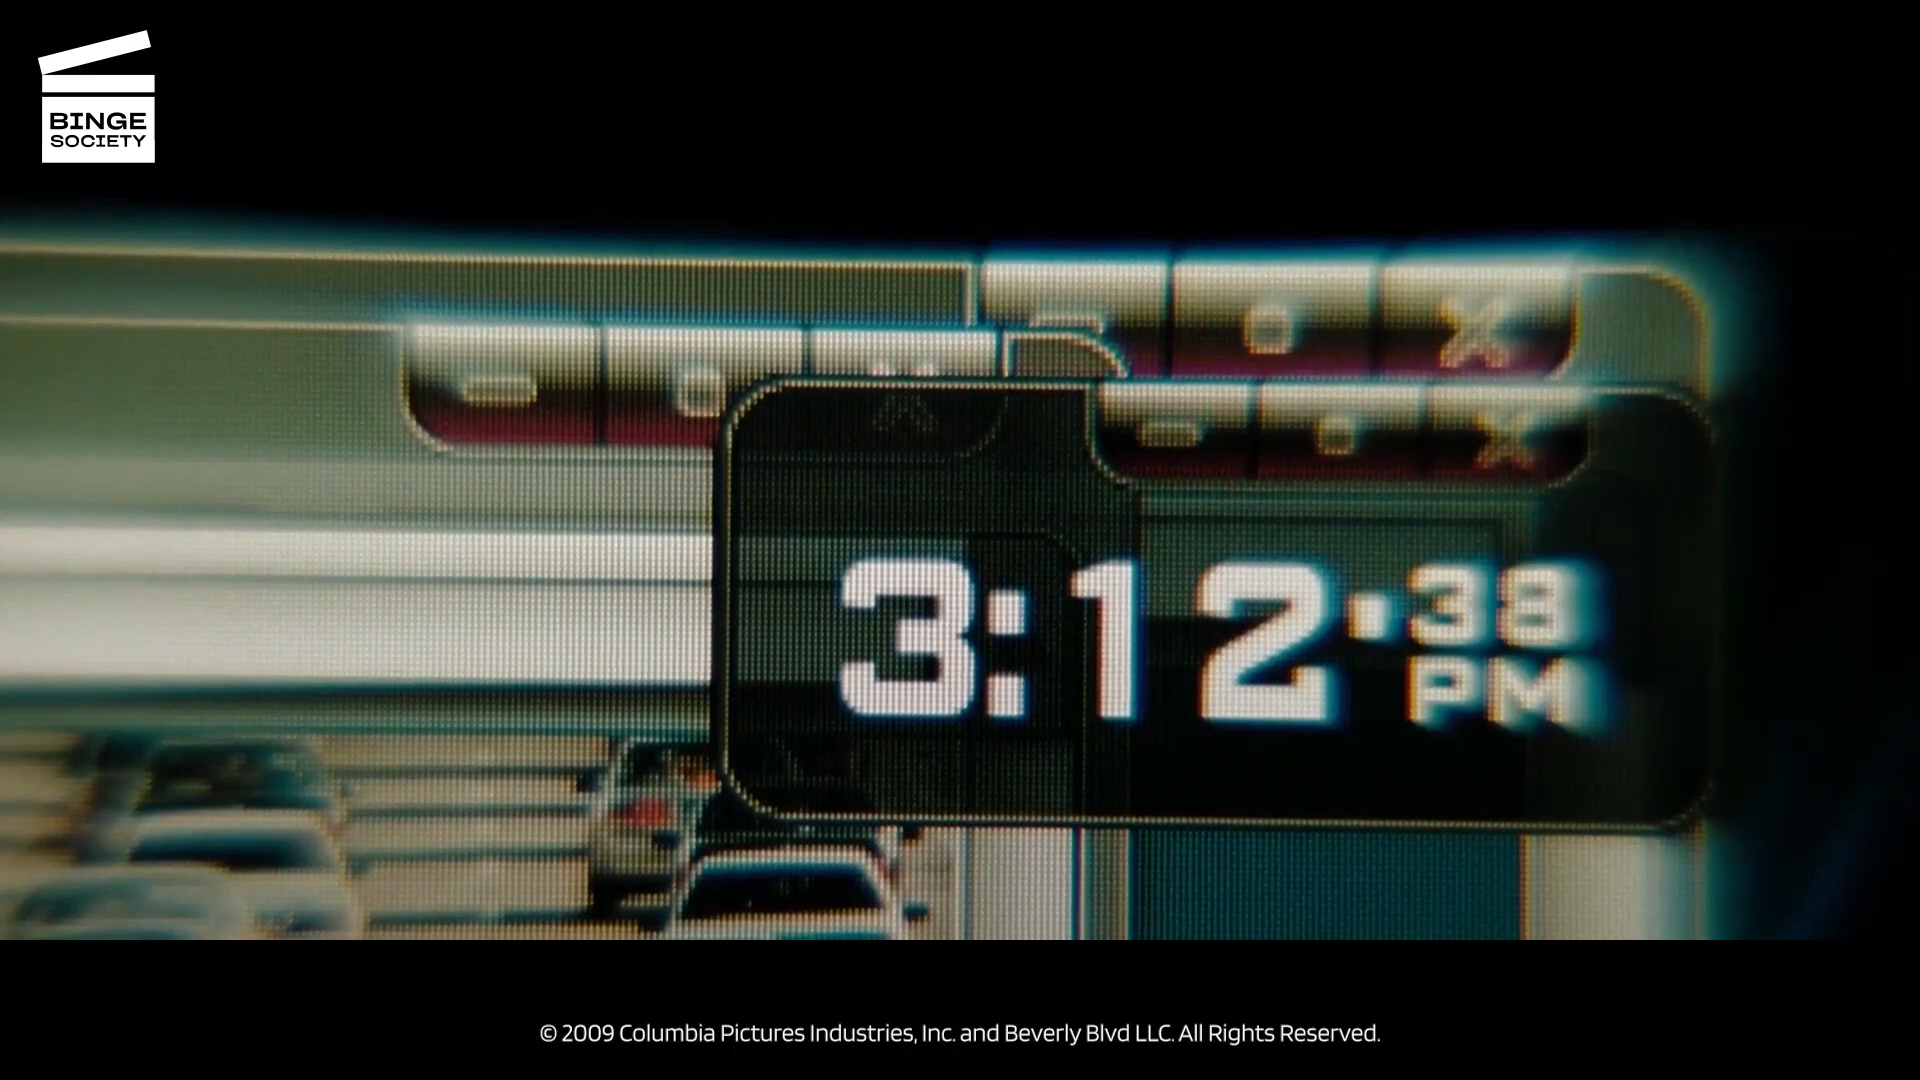 BINGE
SOCIETY
3:12:38
PM
© 2009 Columbia Pictures Industries, Inc. and Beverly Blvd LLC. All Rights Reserved.